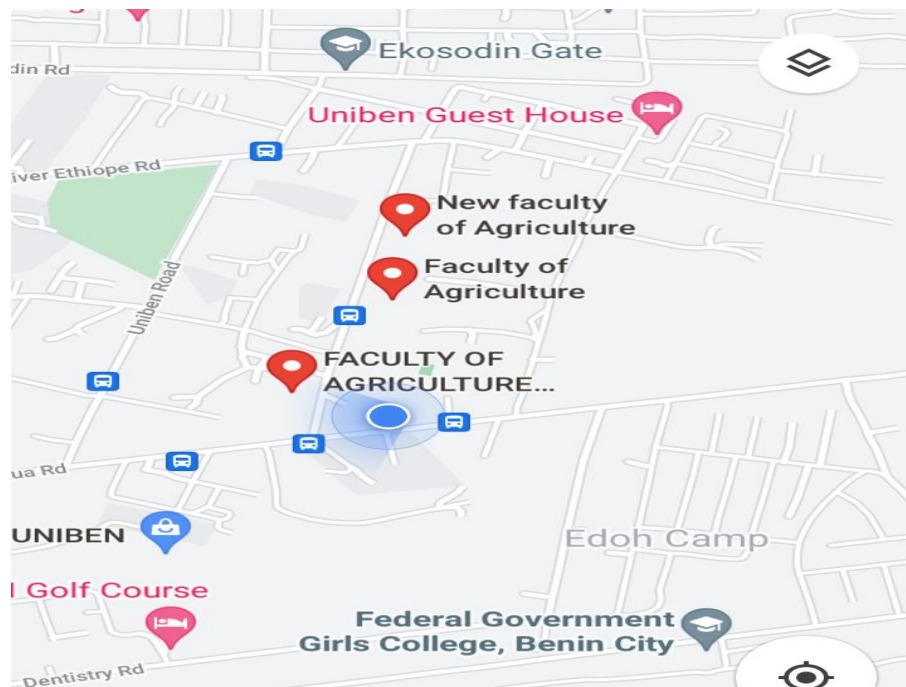 Ekosodin Gate
din Rd
Uniben Guest House
iver Ethiope Rd
New faculty
of Agriculture
Faculty of
Agriculture
Uniben Road
FACULTY OF
AGRICULTURE...
ua Rd
UNIBEN
Edoh Camp
l Golf Course
Federal Government
Girls College, Benin City
Dentistry Rd